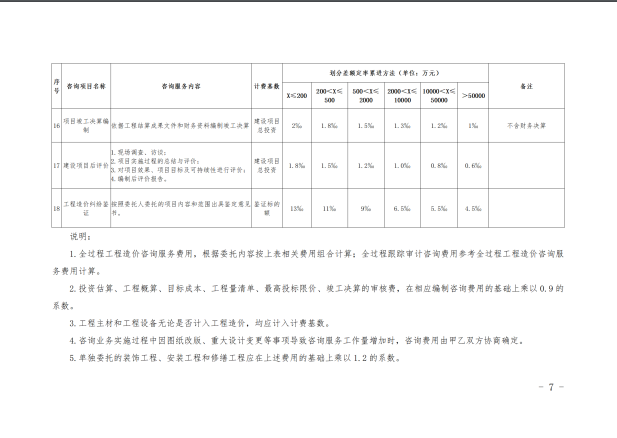 序号 咨询项目名称 咨询服务内容 计费基数 划分差额定率累进方法（单位：万元） 备注
X≤200 200<X≤500 500<X≤2000 2000<X≤10000 10000<X≤50000 >50000
16 项目竣工决算编制 依据工程结算成果文件和财务资料编制竣工决算 建设项目总投资 2‰ 1.8‰ 1.5‰ 1.3‰ 1.2‰ 1‰ 不含财务决算
17 建设项目后评价 1.现场调查、访谈；
2.项目实施过程的总结与评价；
3.对项目效果、项目目标及可持续性进行评价；
4.编制后评价报告。 建设项目总投资 1.8‰ 1.5‰ 1.2‰ 1.0‰ 0.8‰ 0.6‰
18 工程造价纠纷鉴证 按照委托人委托的项目内容和范围出具鉴定意见书。 鉴证标的额 13‰ 11‰ 9‰ 6.5‰ 5.5‰ 4.5‰
说明：
1.全过程工程造价咨询服务费用，根据委托内容按上表相关费用组合计算；全过程跟踪审计咨询费用参考全过程工程造价咨询服
务费用计算。
2.投资估算、工程概算、目标成本、工程量清单、最高投标限价、竣工决算的审核费，在相应编制咨询费用的基础上乘以0.9的
系数。
3.工程主材和工程设备无论是否计入工程造价，均应计入计费基数。
4.咨询业务实施过程中因图纸改版、重大设计变更等事项导致咨询服务工作量增加时，咨询费用由甲乙双方协商确定。
5.单独委托的装饰工程、安装工程和修缮工程应在上述费用的基础上乘以1.2的系数。
- 7 -